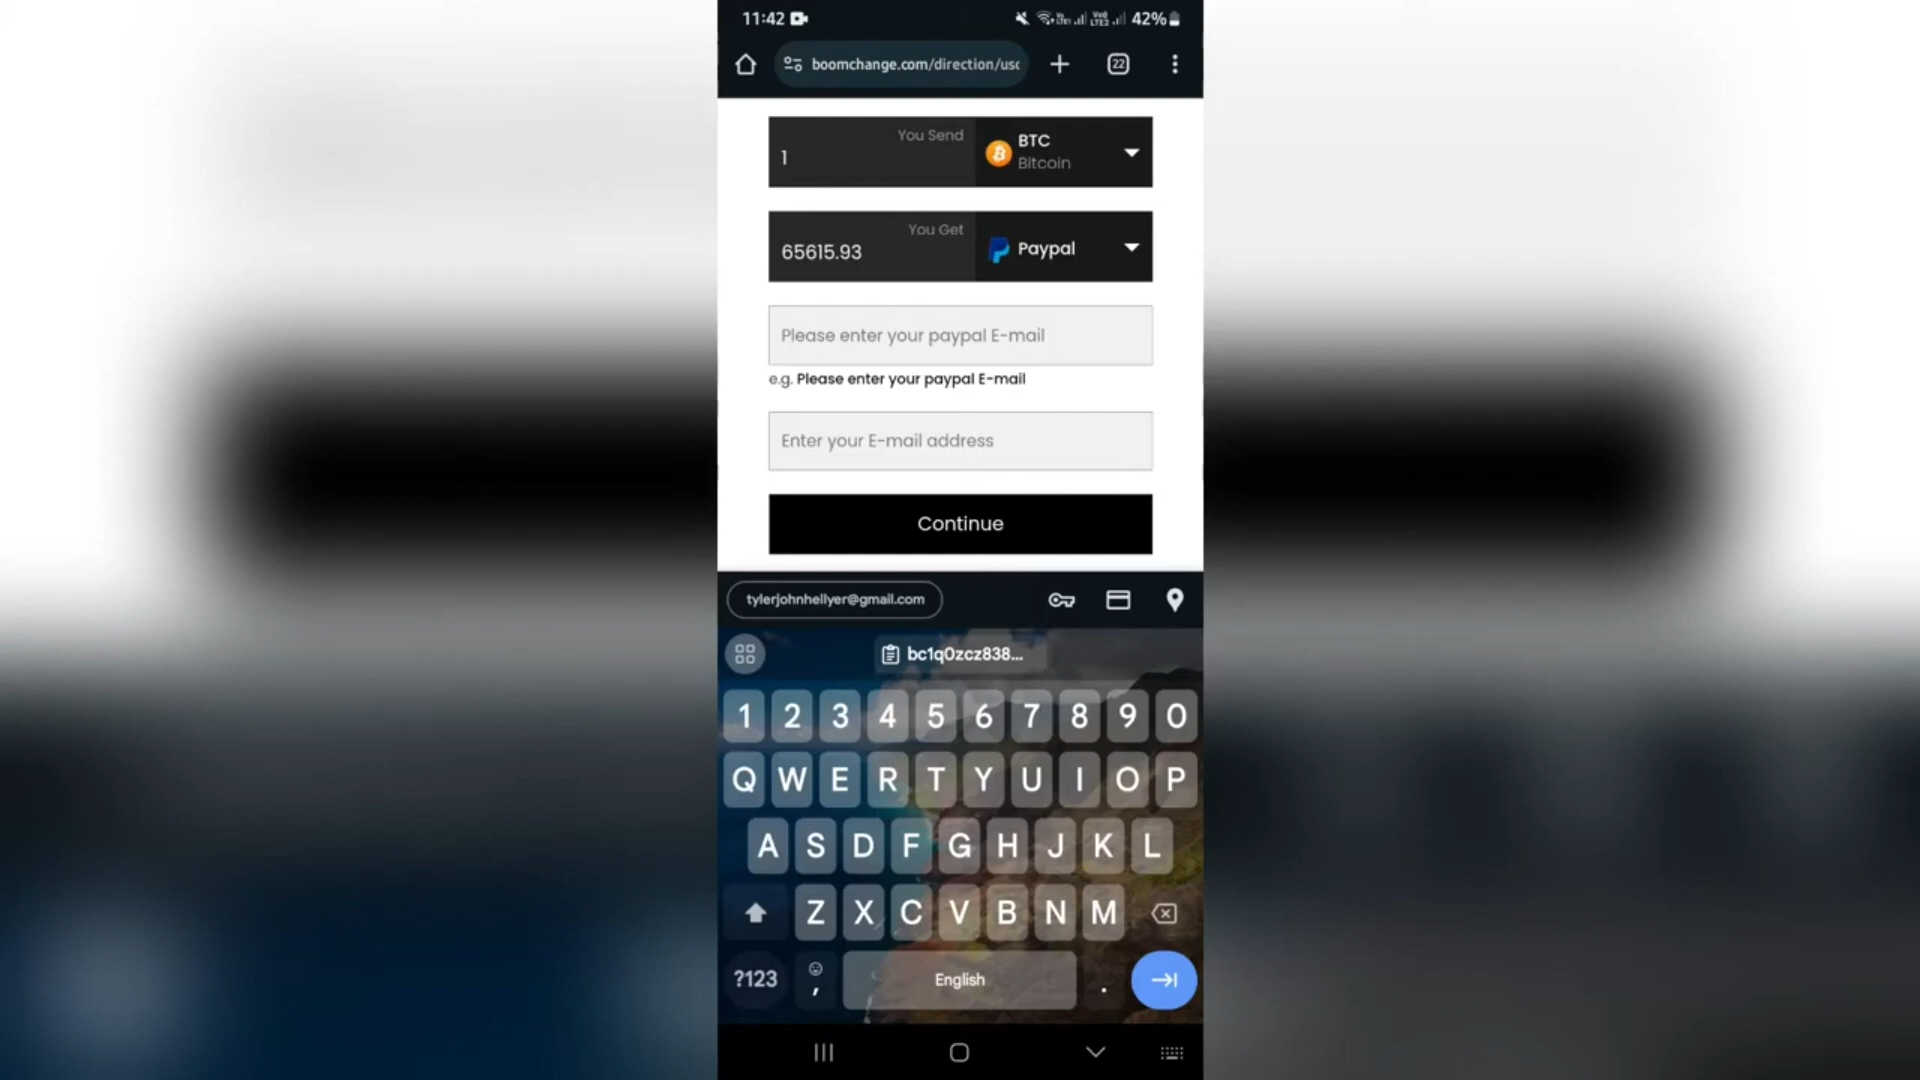 11:42
42%
boomchange.com/direction/usd
22
You Send
1
BTC
Bitcoin
You Get
65615.93
Paypal
Please enter your paypal E-mail
e.g. Please enter your paypal E-mail
Enter your E-mail address
Continue
tylerjohnhellyer@gmail.com
bc1q0zcz838...
1 2 3 4 5 6 7 8 9 0
Q W E R T Y U I O P
A S D F G H J K L
Z X C V B N M
?123 , English .